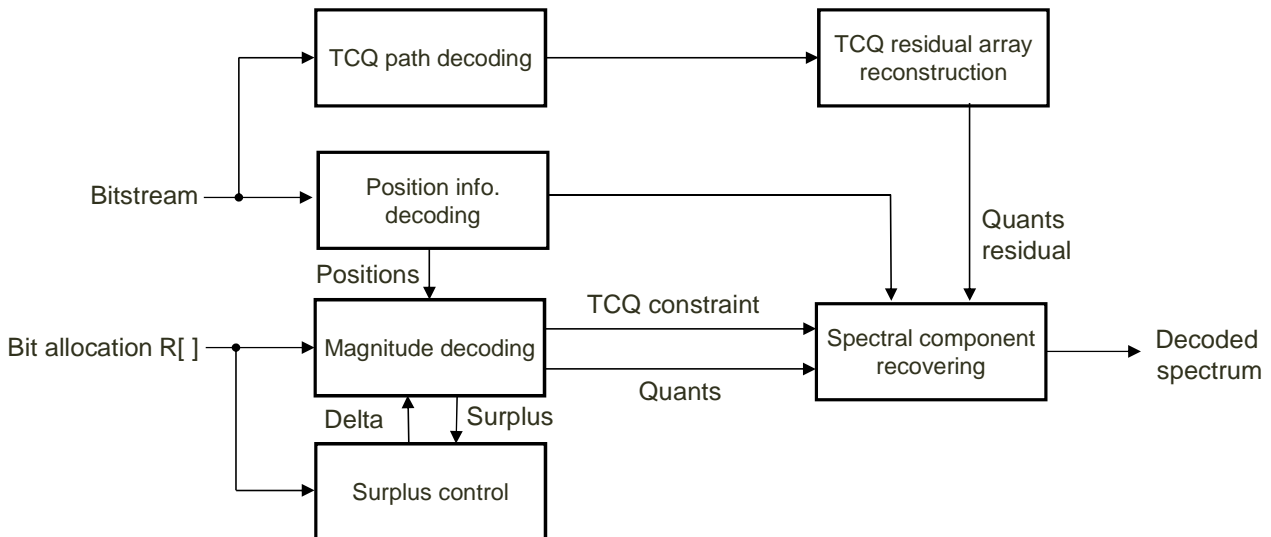 TCQ path decoding
TCQ residual array
reconstruction
Bitstream
Position info.
decoding
Quants
residual
Positions
TCQ constraint
Bit allocation R[ ]
Magnitude decoding
Spectral component
recovering
Decoded
spectrum
Quants
Delta
Surplus
Surplus control